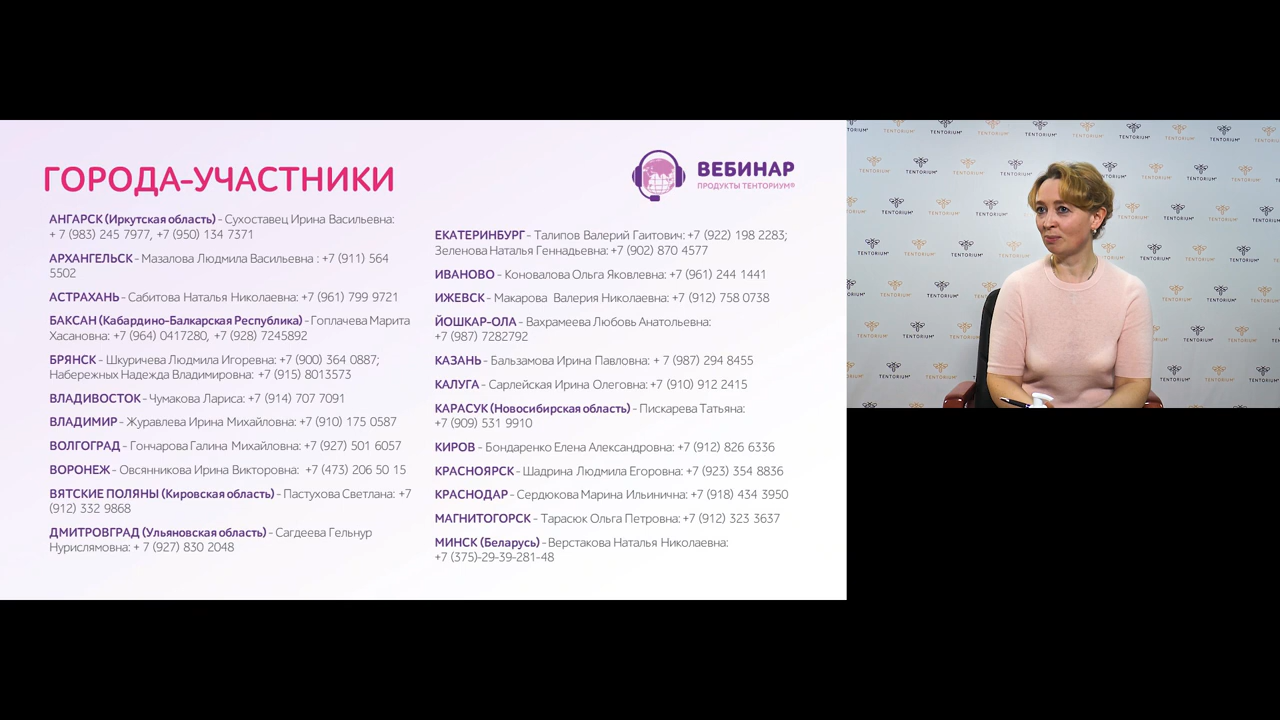 ГОРОДА-УЧАСТНИКИ
ВЕБИНАР
ПРОДУКТЫ ТЕНТОРИУМ®
АНГАРСК (Иркутская область) - Сухоставец Ирина Васильевна:
+ 7 (983) 245 7977, +7 (950) 134 7371
АРХАНГЕЛЬСК - Мазалова Людмила Васильевна : +7 (911) 564
5502
АСТРАХАНЬ - Сабитова Наталья Николаевна: +7 (961) 799 9721
БАКСАН (Кабардино-Балкарская Республика) - Гоплачева Марита
Хасановна: +7 (964) 0417280, +7 (928) 7245892
БРЯНСК - Шкуричева Людмила Игоревна: +7 (900) 364 0887;
Набережных Надежда Владимировна: +7 (915) 8013573
ВЛАДИВОСТОК - Чумакова Лариса: +7 (914) 707 7091
ВЛАДИМИР - Журавлева Ирина Михайловна: +7 (910) 175 0587
ВОЛГОГРАД - Гончарова Галина Михайловна: +7 (927) 501 6057
ВОРОНЕЖ - Овсянникова Ирина Викторовна: +7 (473) 206 50 15
ВЯТСКИЕ ПОЛЯНЫ (Кировская область) - Пастухова Светлана: +7
(912) 332 9868
ДМИТРОВГРАД (Ульяновская область) - Сагдеева Гельнур
Нурислямовна: + 7 (927) 830 2048
ЕКАТЕРИНБУРГ - Талипов Валерий Гаитович: +7 (922) 198 2283;
Зеленова Наталья Геннадьевна: +7 (902) 870 4577
ИВАНОВО - Коновалова Ольга Яковлевна: +7 (961) 244 1441
ИЖЕВСК - Макарова Валерия Николаевна: +7 (912) 758 0738
ЙОШКАР-ОЛА - Вахрамеева Любовь Анатольевна:
+7 (987) 7282792
КАЗАНЬ - Бальзамова Ирина Павловна: + 7 (987) 294 8455
КАЛУГА - Сарлейская Ирина Олеговна: +7 (910) 912 2415
КАРАСУК (Новосибирская область) - Пискарева Татьяна:
+7 (909) 531 9910
КИРОВ - Бондаренко Елена Александровна: +7 (912) 826 6336
КРАСНОЯРСК - Шадрина Людмила Егоровна: +7 (923) 354 8836
КРАСНОДАР - Сердюкова Марина Ильинична: +7 (918) 434 3950
МАГНИТОГОРСК - Тарасюк Ольга Петровна: +7 (912) 323 3637
МИНСК (Беларусь) - Верстакова Наталья Николаевна:
+7 (375)-29-39-281-48
TENTORIUM®